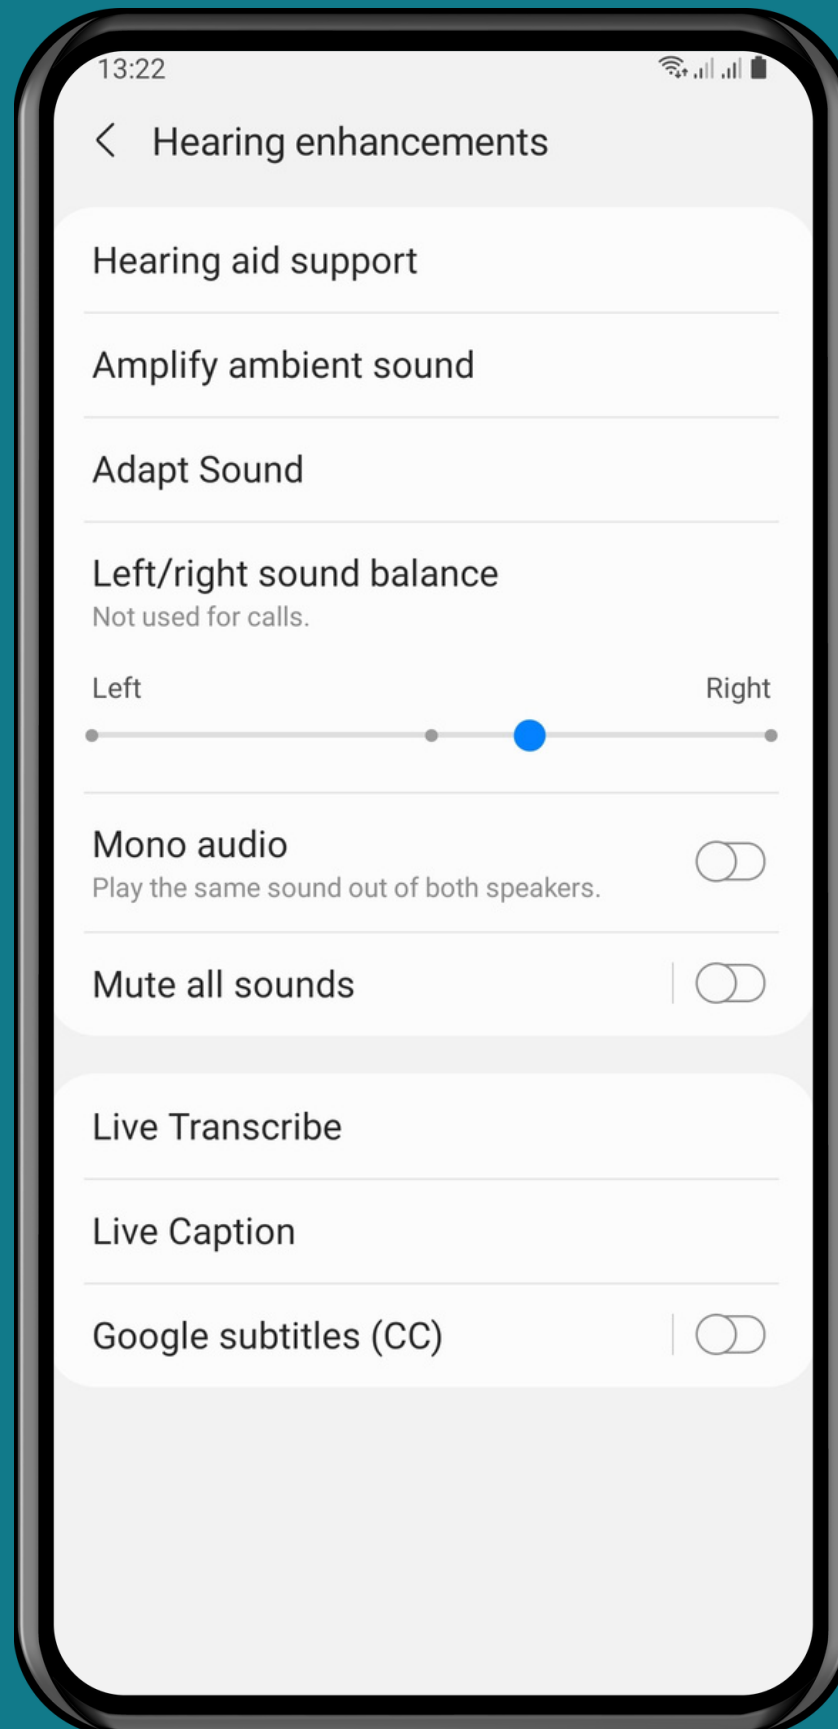 13:22
Hearing enhancements
Hearing aid support
Amplify ambient sound
Adapt Sound
Left/right sound balance
Not used for calls.
Left Right
Mono audio
Play the same sound out of both speakers.
Mute all sounds
Live Transcribe
Live Caption
Google subtitles (CC)